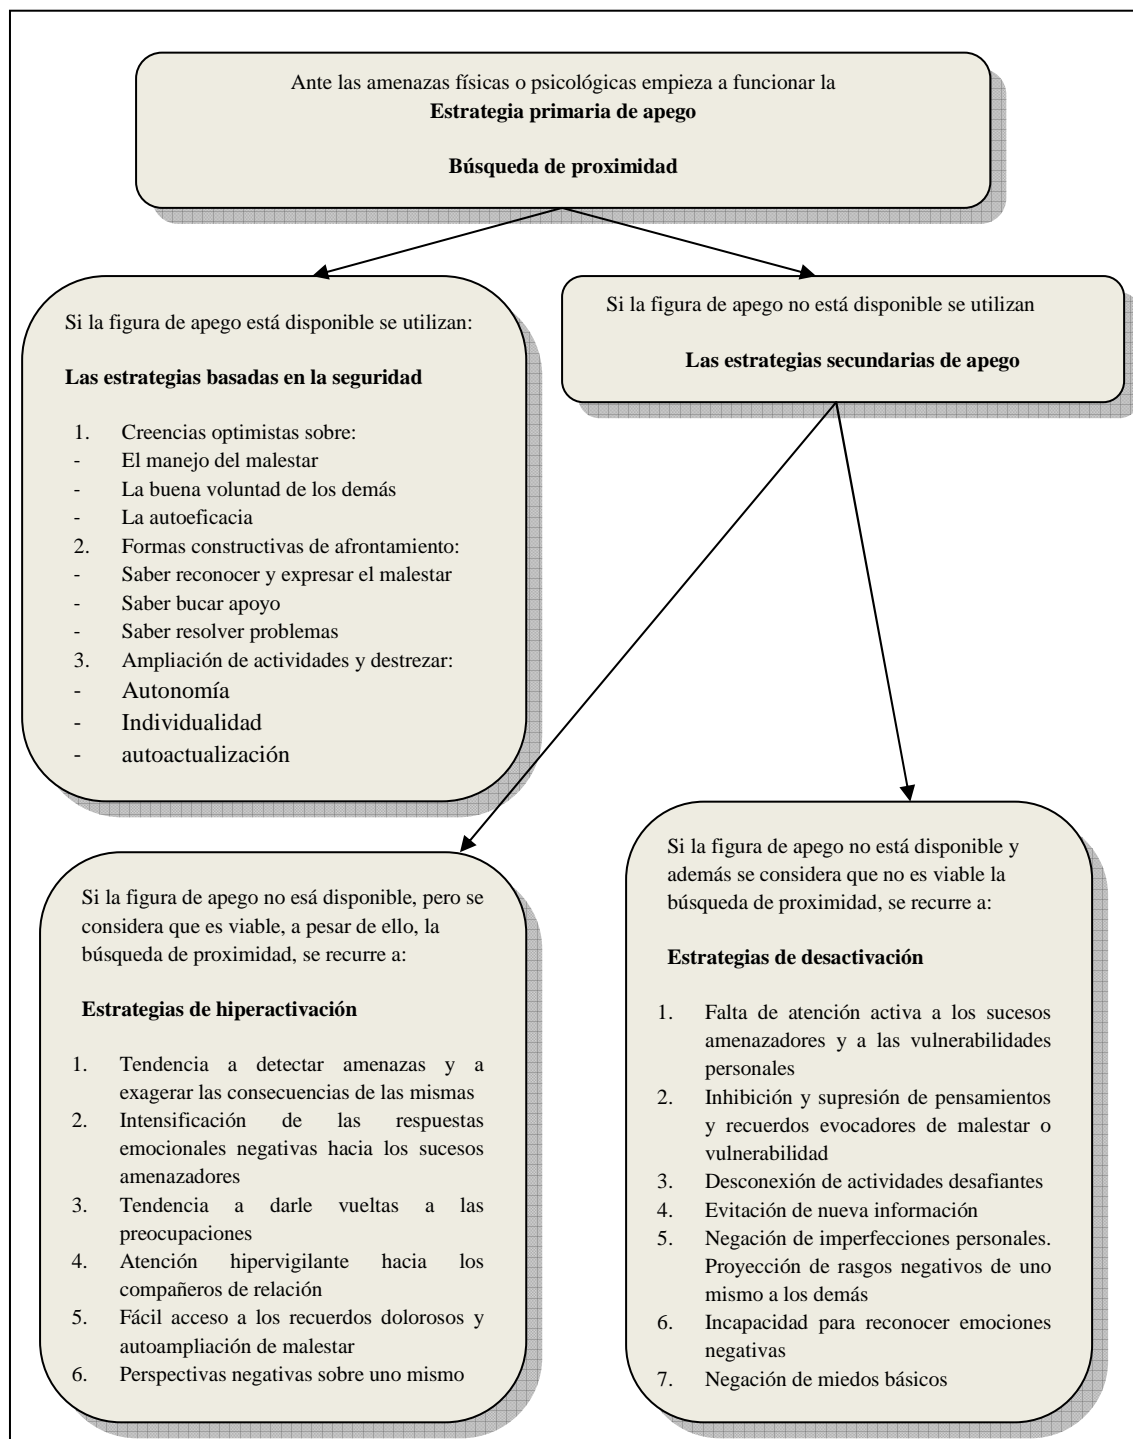 Ante las amenazas físicas o psicológicas empieza a funcionar la
Estrategia primaria de apego
Búsqueda de proximidad
Si la figura de apego está disponible se utilizan:
Las estrategias basadas en la seguridad
1. Creencias optimistas sobre:
- El manejo del malestar
- La buena voluntad de los demás
- La autoeficacia
2. Formas constructivas de afrontamiento:
- Saber reconocer y expresar el malestar
- Saber bucar apoyo
- Saber resolver problemas
3. Ampliación de actividades y destrezar:
- Autonomía
- Individualidad
- autoactualización
Si la figura de apego no está disponible se utilizan
Las estrategias secundarias de apego
Si la figura de apego no esá disponible, pero se
considera que es viable, a pesar de ello, la
búsqueda de proximidad, se recurre a:
Estrategias de hiperactivación
1. Tendencia a detectar amenazas y a
exagerar las consecuencias de las mismas
2. Intensificación de las respuestas
emocionales negativas hacia los sucesos
amenazadores
3. Tendencia a darle vueltas a las
preocupaciones
4. Atención hipervigilante hacia los
compañeros de relación
5. Fácil acceso a los recuerdos dolorosos y
autoampliación de malestar
6. Perspectivas negativas sobre uno mismo
Si la figura de apego no está disponible y
además se considera que no es viable la
búsqueda de proximidad, se recurre a:
Estrategias de desactivación
1. Falta de atención activa a los sucesos
amenazadores y a las vulnerabilidades
personales
2. Inhibición y supresión de pensamientos
y recuerdos evocadores de malestar o
vulnerabilidad
3. Desconexión de actividades desafiantes
4. Evitación de nueva información
5. Negación de imperfecciones personales.
Proyección de rasgos negativos de uno
mismo a los demás
6. Incapacidad para reconocer emociones
negativas
7. Negación de miedos básicos